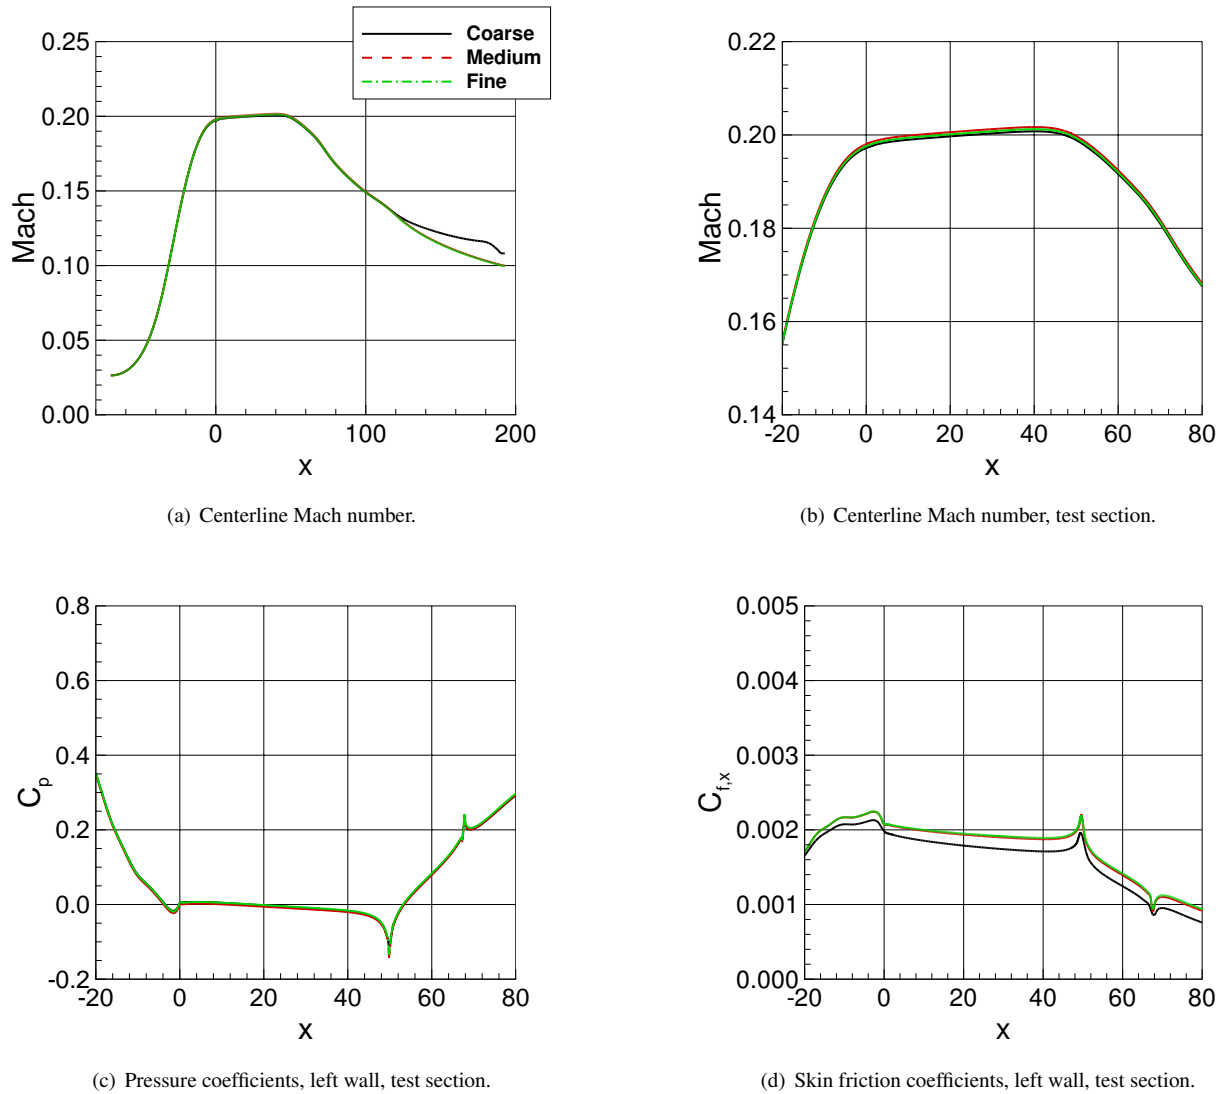 Coarse
Medium
Fine
0.25
0.20
0.15
0.10
0.05
0.00
Mach
0 100 200
x
(a) Centerline Mach number.
0.22
0.20
0.18
0.16
0.14
Mach
-20 0 20 40 60 80
x
(b) Centerline Mach number, test section.
0.8
0.6
0.4
0.2
0.0
-0.2
Cp
-20 0 20 40 60 80
x
(c) Pressure coefficients, left wall, test section.
0.005
0.004
0.003
0.002
0.001
0.000
Cf,x
-20 0 20 40 60 80
x
(d) Skin friction coefficients, left wall, test section.